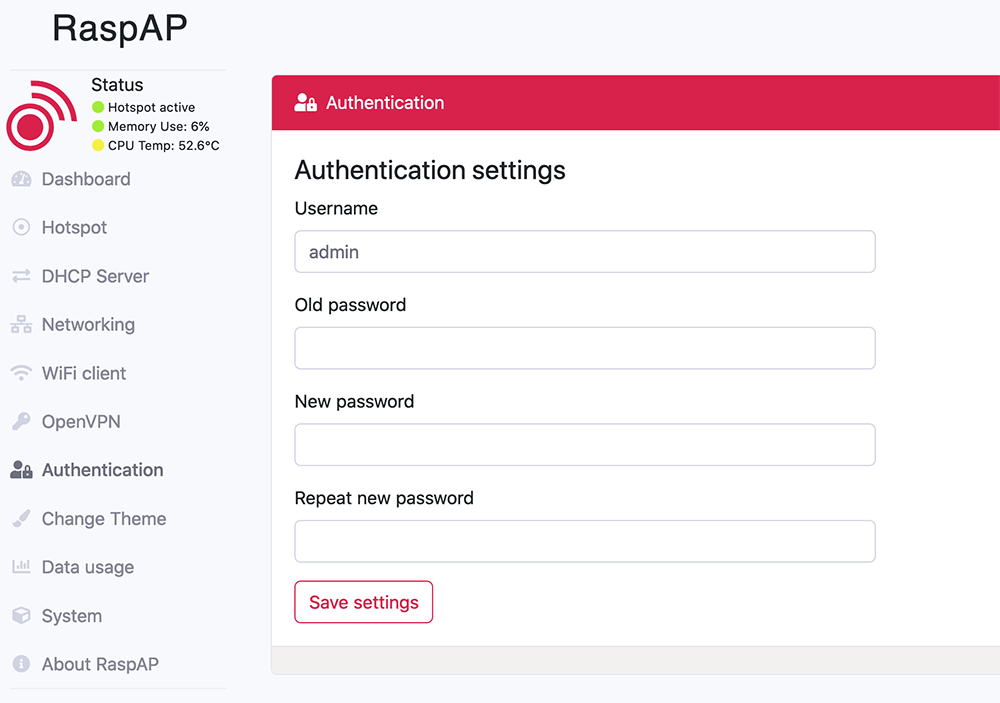 RaspAP
Status
Hotspot active
Memory Use: 6%
CPU Temp: 52.6°C
Dashboard
Hotspot
DHCP Server
Networking
WiFi client
OpenVPN
Authentication
Change Theme
Data usage
System
About RaspAP
Authentication
Authentication settings
Username
admin
Old password
New password
Repeat new password
Save settings